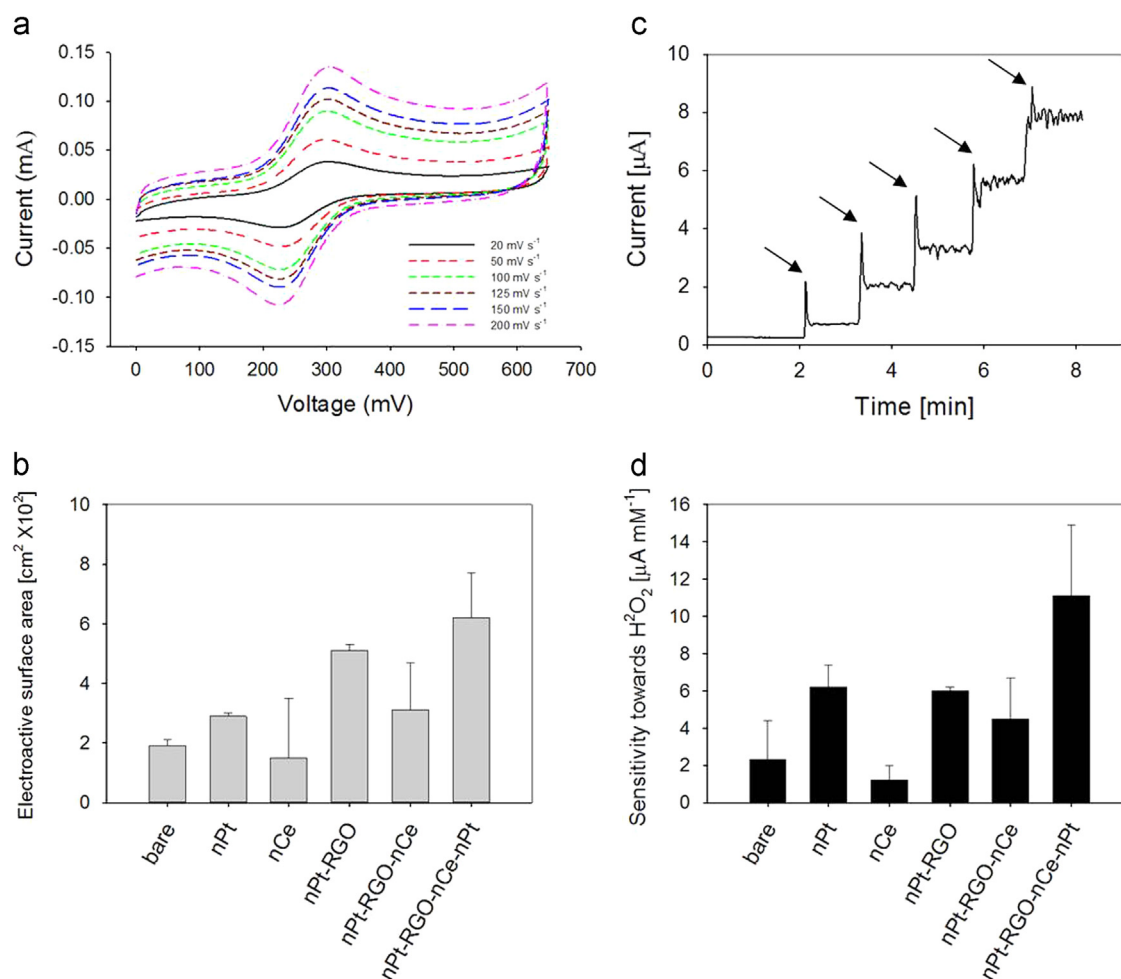 a
0.15
0.10
0.05
0.00
-0.05
-0.10
-0.15
Current (mA)
20 mV s⁻¹
50 mV s⁻¹
100 mV s⁻¹
125 mV s⁻¹
150 mV s⁻¹
200 mV s⁻¹
0 100 200 300 400 500 600 700
Voltage (mV)
c
10
8
6
4
2
0
Current [µA]
0 2 4 6 8
Time [min]
b
10
8
6
4
2
0
Electroactive surface area [cm² X10²]
bare
nPt
nCe
nPt-RGO
nPt-RGO-nCe
nPt-RGO-nCe-nPt
d
16
14
12
10
8
6
4
2
0
Sensitivity towards H²O₂ [µA mM⁻¹]
bare
nPt
nCe
nPt-RGO
nPt-RGO-nCe
nPt-RGO-nCe-nPt